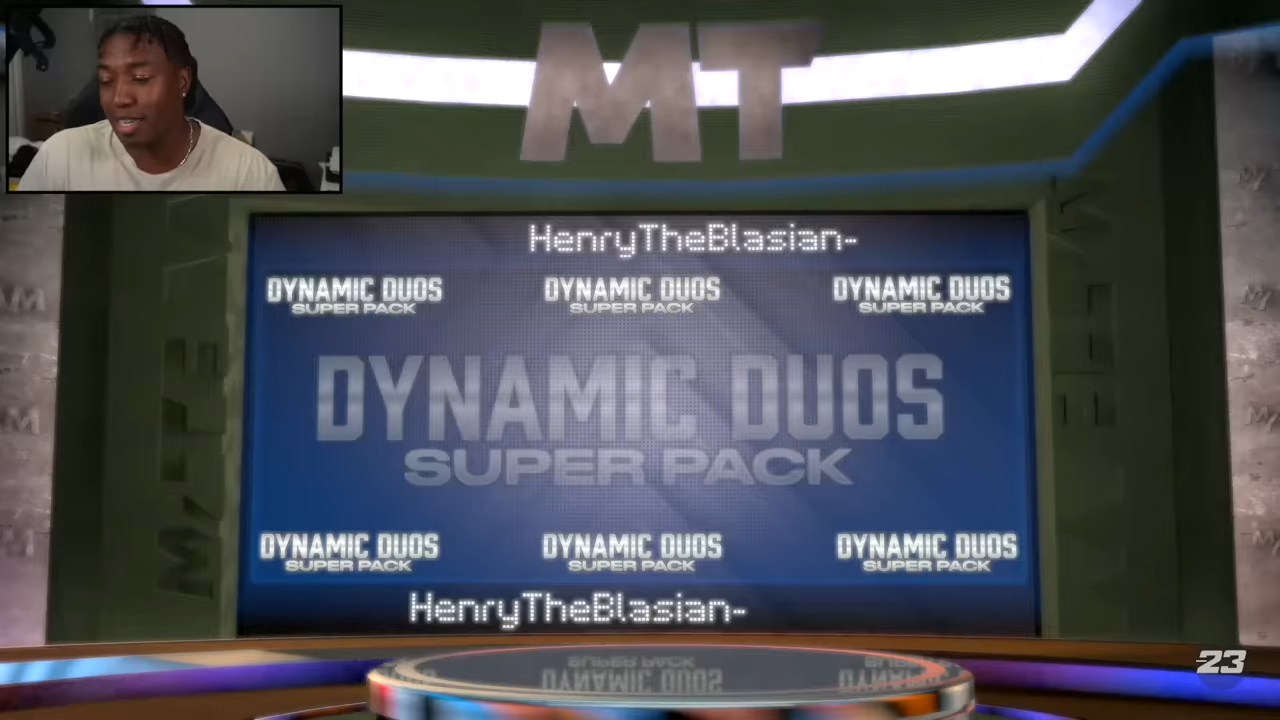 MT
HenryTheBlasian-
DYNAMIC DUOS DYNAMIC DUOS DYNAMIC DUOS
SUPER PACK SUPER PACK SUPER PACK
DYNAMIC DUOS
SUPER PACK
DYNAMIC DUOS DYNAMIC DUOS DYNAMIC DUOS
SUPER PACK SUPER PACK SUPER PACK
HenryTheBlasian-
23